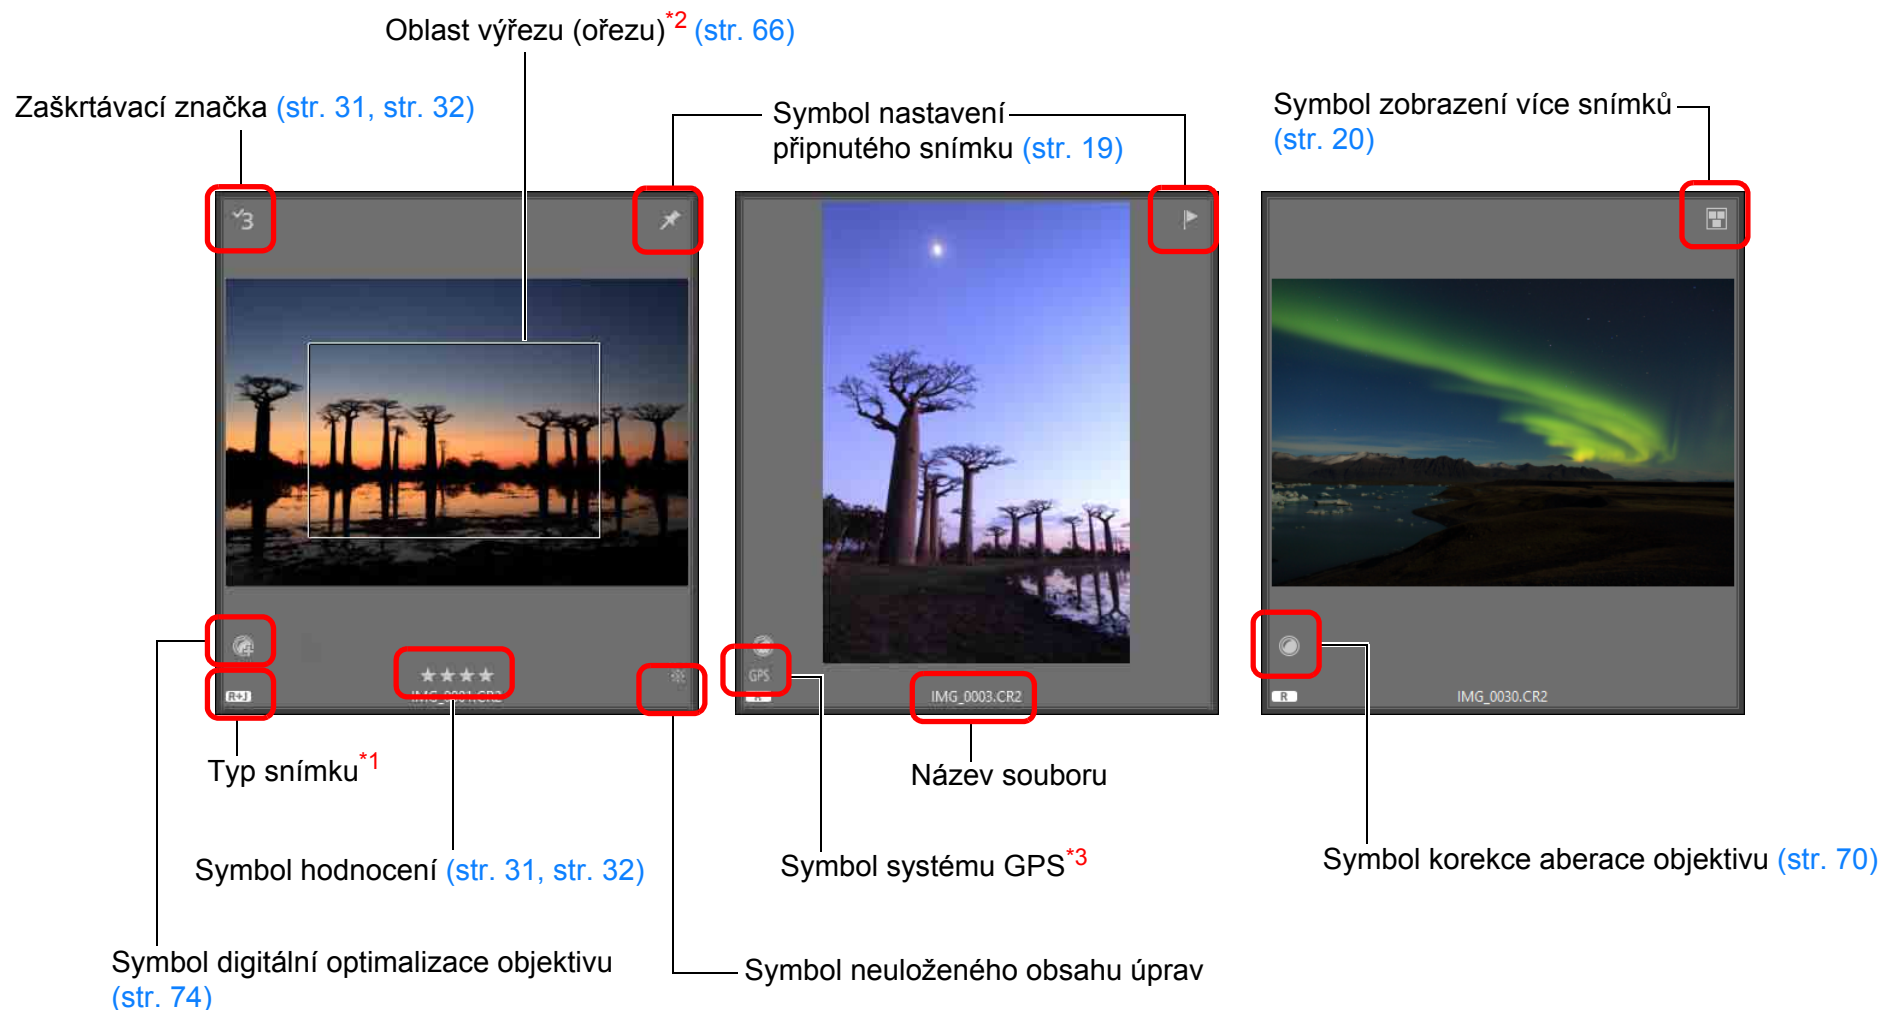 Oblast výřezu (ořezu)*2 (str. 66)
Zaškrtávací značka (str. 31, str. 32)
Symbol nastavení
připnutého snímku (str. 19)
Symbol zobrazení více snímků
(str. 20)
3
R+J
★★★★
IMG_0001.CR2
GPS
R
IMG_0003.CR2
R
IMG_0030.CR2
Typ snímku*1
Název souboru
Symbol hodnocení (str. 31, str. 32)
Symbol systému GPS*3
Symbol korekce aberace objektivu (str. 70)
Symbol digitální optimalizace objektivu
(str. 74)
Symbol neuloženého obsahu úprav